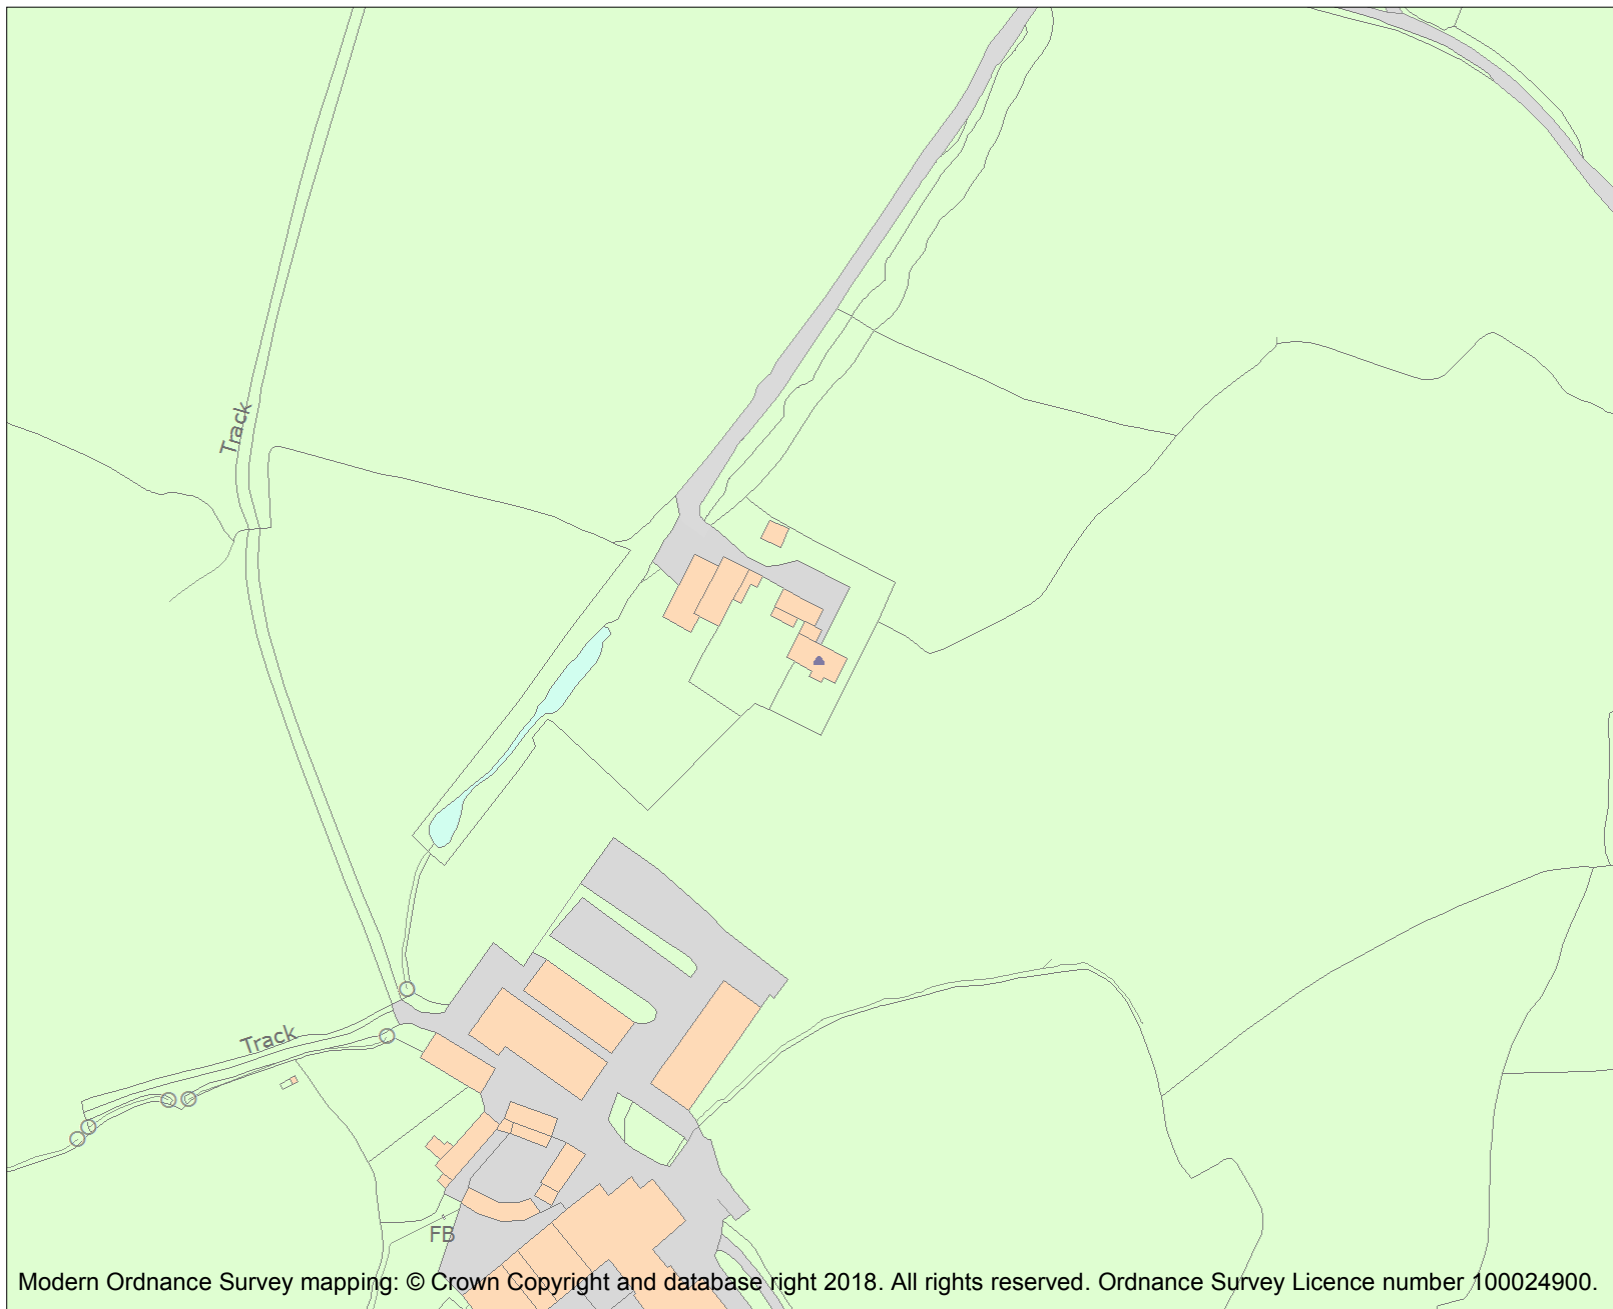 Track
Track
FB
Modern Ordnance Survey mapping: © Crown Copyright and database right 2018. All rights reserved. Ordnance Survey Licence number 100024900.